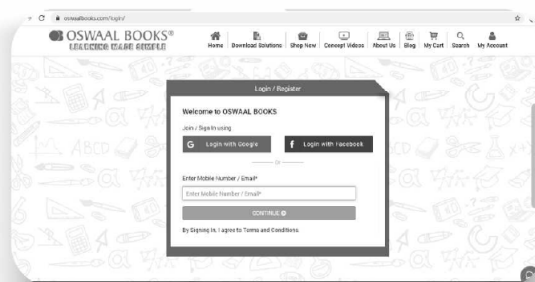 oswaalbooks.com/login/
OSWAAL BOOKS®
LEARNING MADE SIMPLE
Home Download Solutions Shop Now Concept Videos About Us Blog My Cart Search My Account
Login / Register
Welcome to OSWAAL BOOKS
Join / Sign In using
G Login with Google f Login with Facebook
Or
Enter Mobile Number / Email*
Enter Mobile Number / Email*
CONTINUE
By Signing In, I agree to Terms and Conditions.
ABCD